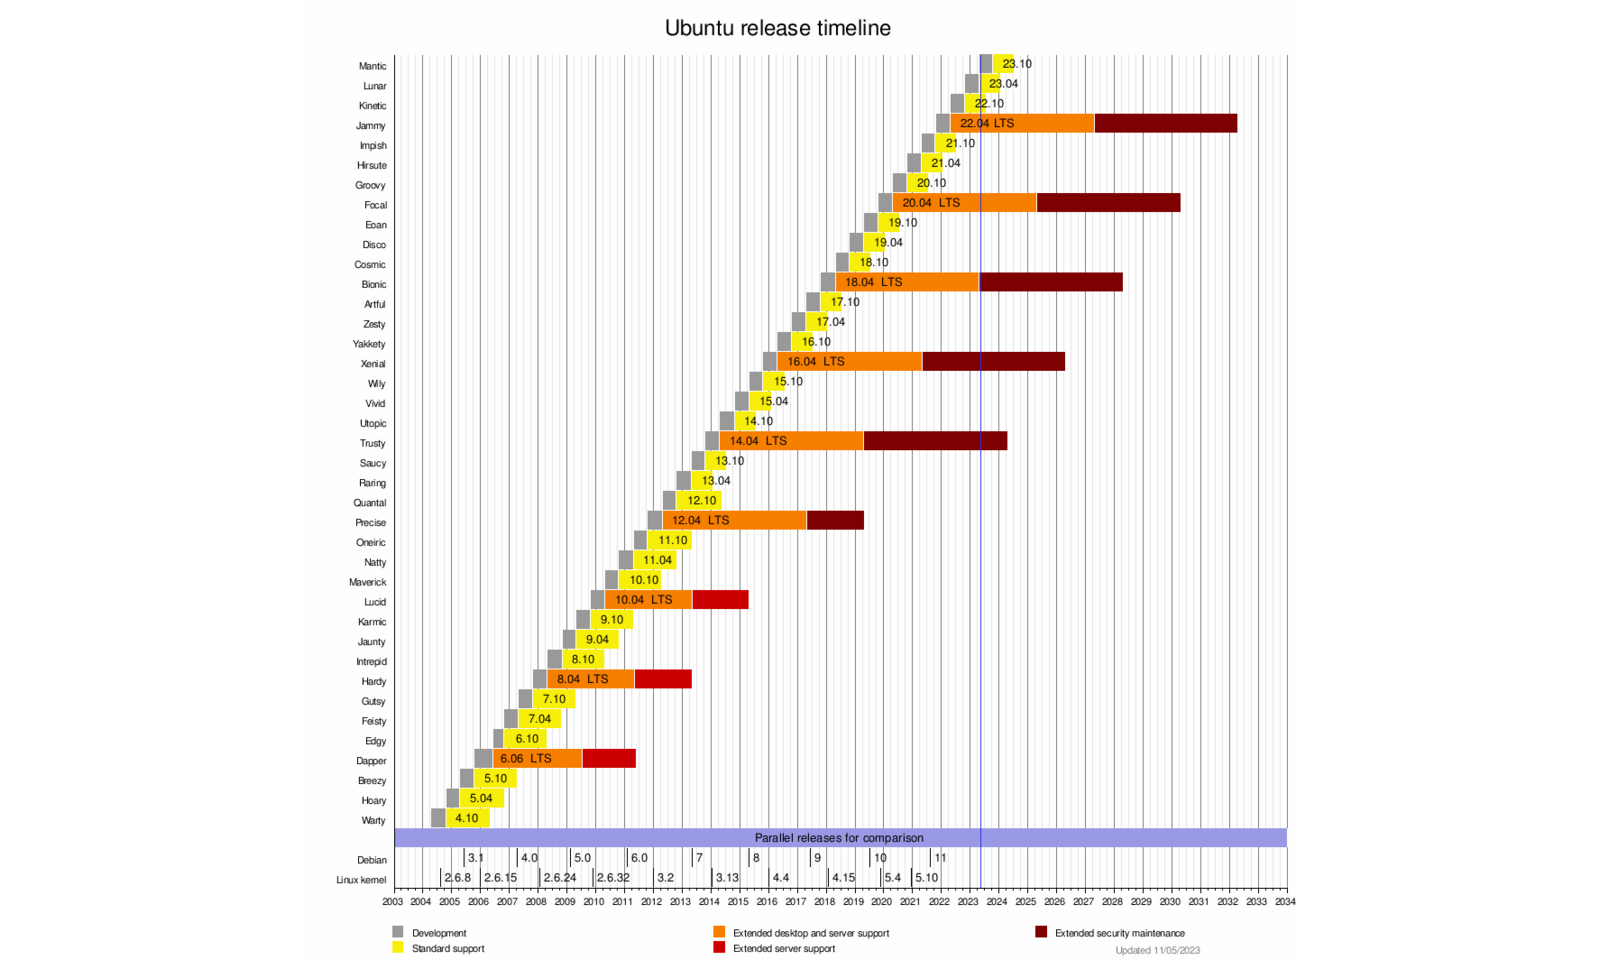 Ubuntu release timeline
Mantic 23.10
Lunar 23.04
Kinetic 22.10
Jammy 22.04 LTS
Impish 21.10
Hirsute 21.04
Groovy 20.10
Focal 20.04 LTS
Eoan 19.10
Disco 19.04
Cosmic 18.10
Bionic 18.04 LTS
Artful 17.10
Zesty 17.04
Yakkety 16.10
Xenial 16.04 LTS
Wily 15.10
Vivid 15.04
Utopic 14.10
Trusty 14.04 LTS
Saucy 13.10
Raring 13.04
Quantal 12.10
Precise 12.04 LTS
Oneiric 11.10
Natty 11.04
Maverick 10.10
Lucid 10.04 LTS
Karmic 9.10
Jaunty 9.04
Intrepid 8.10
Hardy 8.04 LTS
Gutsy 7.10
Feisty 7.04
Edgy 6.10
Dapper 6.06 LTS
Breezy 5.10
Hoary 5.04
Warty 4.10
Parallel releases for comparison
Debian 3.1 4.0 5.0 6.0 7 8 9 10 11
Linux kernel 2.6.8 2.6.15 2.6.24 2.6.32 3.2 3.13 4.4 4.15 5.4 5.10
2003 2004 2005 2006 2007 2008 2009 2010 2011 2012 2013 2014 2015 2016 2017 2018 2019 2020 2021 2022 2023 2024 2025 2026 2027 2028 2029 2030 2031 2032 2033 2034
Development Extended desktop and server support Extended security maintenance
Standard support Extended server support
Updated 11/05/2023